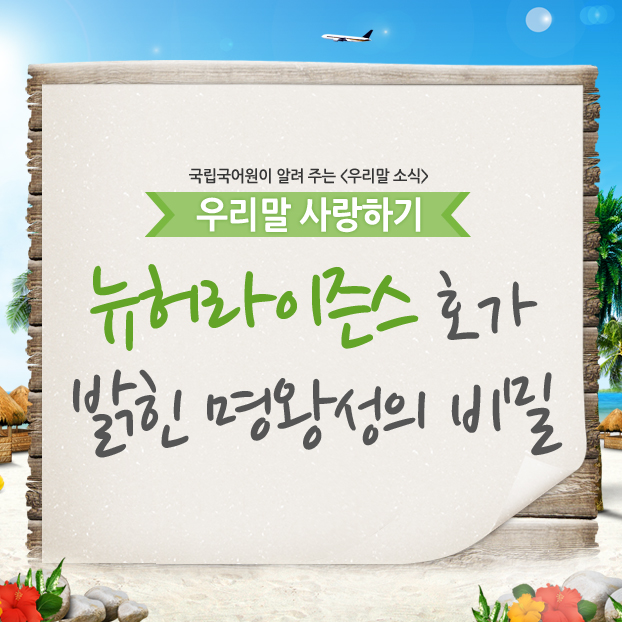 국립국어원이 알려 주는 <우리말 소식>
우리말 사랑하기
뉴허라이즌스 호가
밝힌 명왕성의 비밀